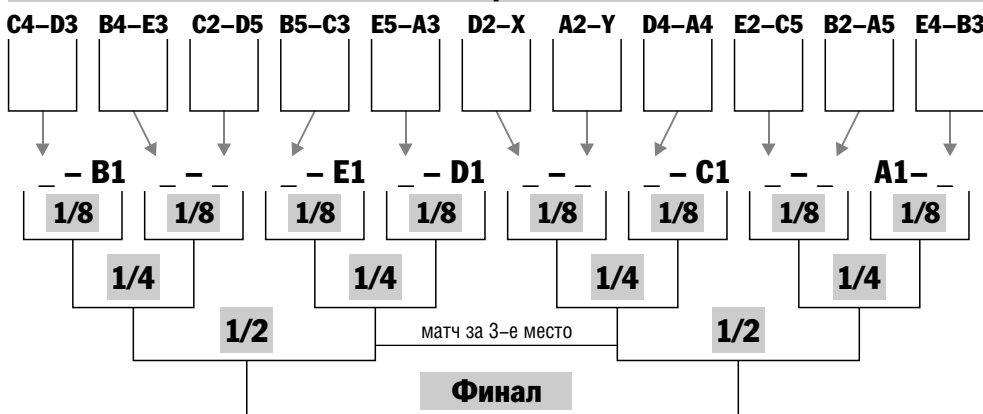 C4–D3 B4–E3 C2–D5 B5–C3 E5–A3 D2–X A2–Y D4–A4 E2–C5 B2–A5 E4–B3
_ – B1 _ – _ _ – E1 _ – D1 _ – _ _ – C1 _ – _ A1– _
1/8 1/8 1/8 1/8 1/8 1/8 1/8 1/8
1/4 1/4 1/4 1/4
1/2 матч за 3–е место 1/2
Финал